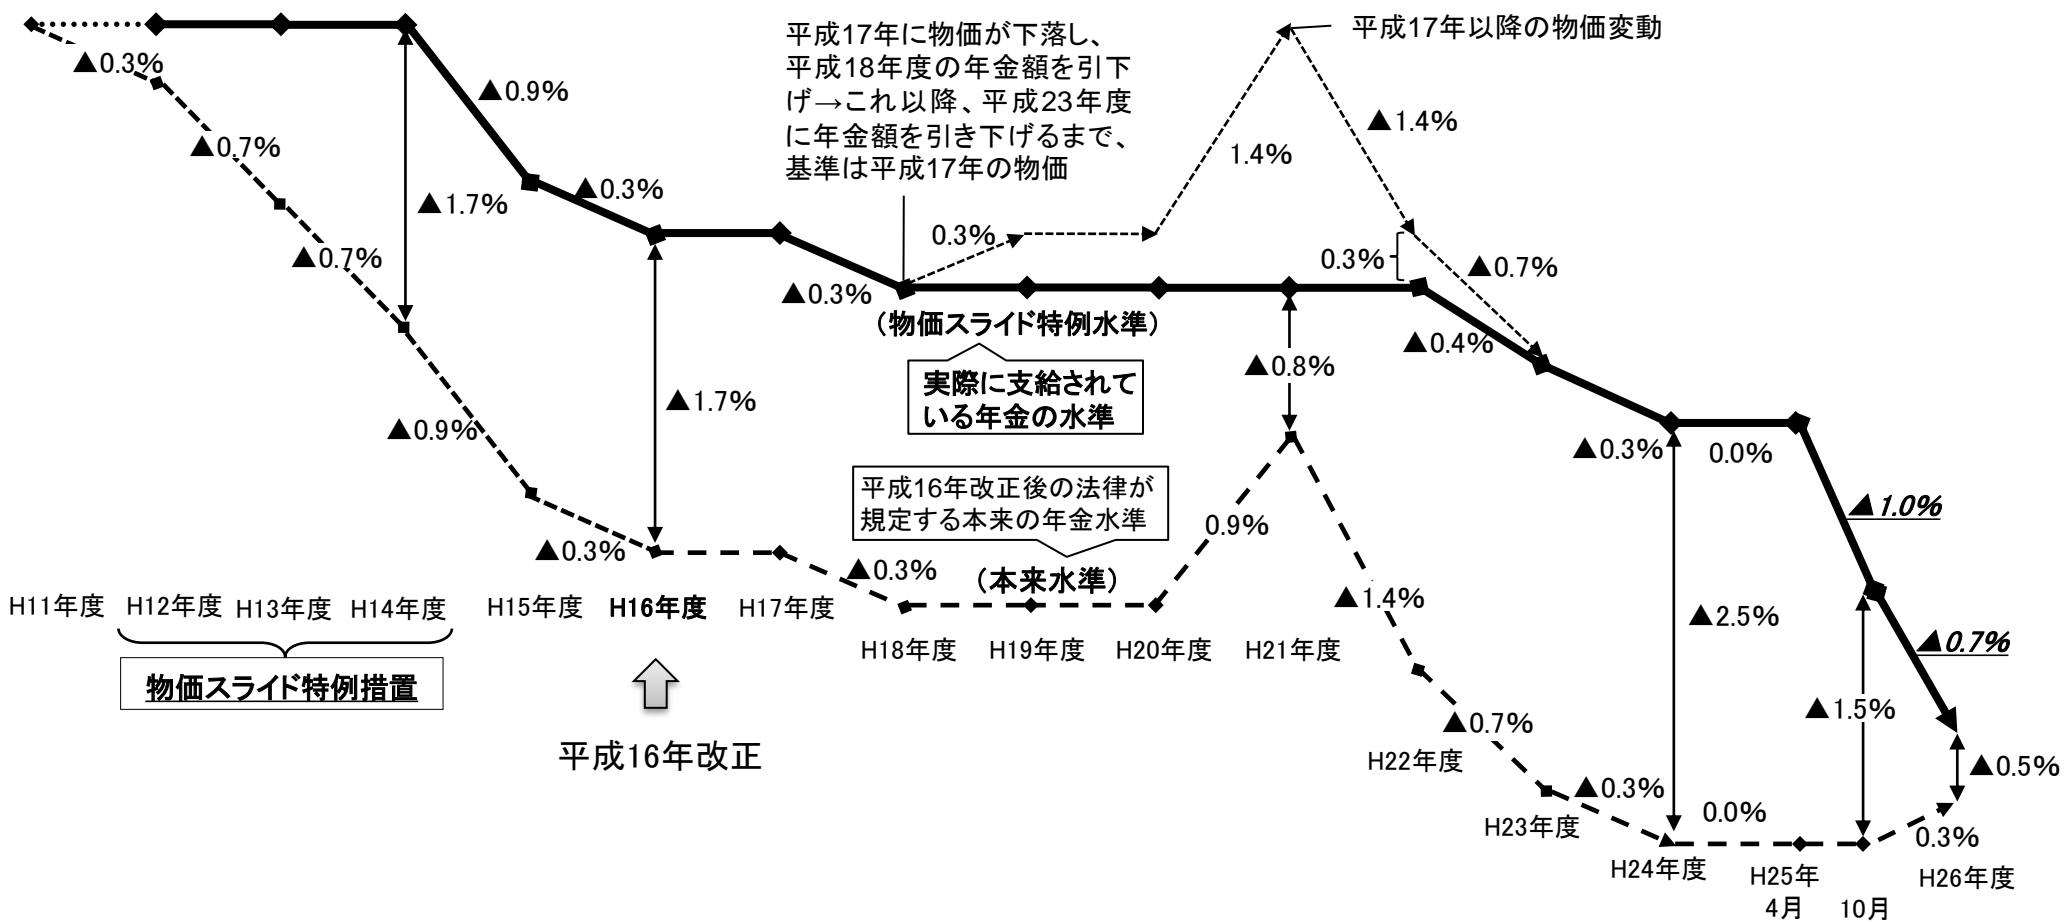 ▲0.3%
▲0.7%
▲0.7%
▲0.9%
▲1.7%
▲0.9%
▲0.3%
▲0.3%
▲1.7%
平成17年に物価が下落し、
平成18年度の年金額を引下
げ→これ以降、平成23年度
に年金額を引き下げるまで、
基準は平成17年の物価
平成17年以降の物価変動
0.3%
1.4%
▲1.4%
0.3%
▲0.7%
▲0.3%
(物価スライド特例水準)
実際に支給されて
いる年金の水準
▲0.8%
▲0.4%
▲0.3%
0.0%
▲1.0%
▲0.7%
平成16年改正後の法律が
規定する本来の年金水準
(本来水準)
▲0.3%
0.9%
▲1.4%
▲0.7%
▲0.3%
0.0%
▲2.5%
▲1.5%
▲0.5%
0.3%
H11年度
H12年度
H13年度
H14年度
H15年度
H16年度
H17年度
H18年度
H19年度
H20年度
H21年度
H22年度
H23年度
H24年度
H25年
4月
10月
H26年度
物価スライド特例措置
平成16年改正